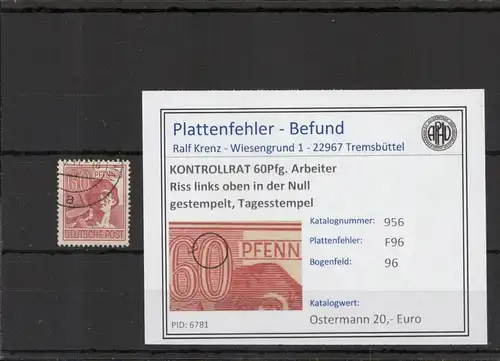 Plattenfehler - Befund
Ralf Krenz - Wiesengrund 1 - 22967 Tremsbüttel
KONTROLLRAT 60Pfg. Arbeiter
Riss links oben in der Null
gestempelt, Tagesstempel
Katalognummer: 956
Plattenfehler: F96
Bogenfeld: 96
Katalogwert:
Ostermann 20,- Euro
60 PFENN
PID: 6781
60 PFENNIG
a
DEUTSCHE POST